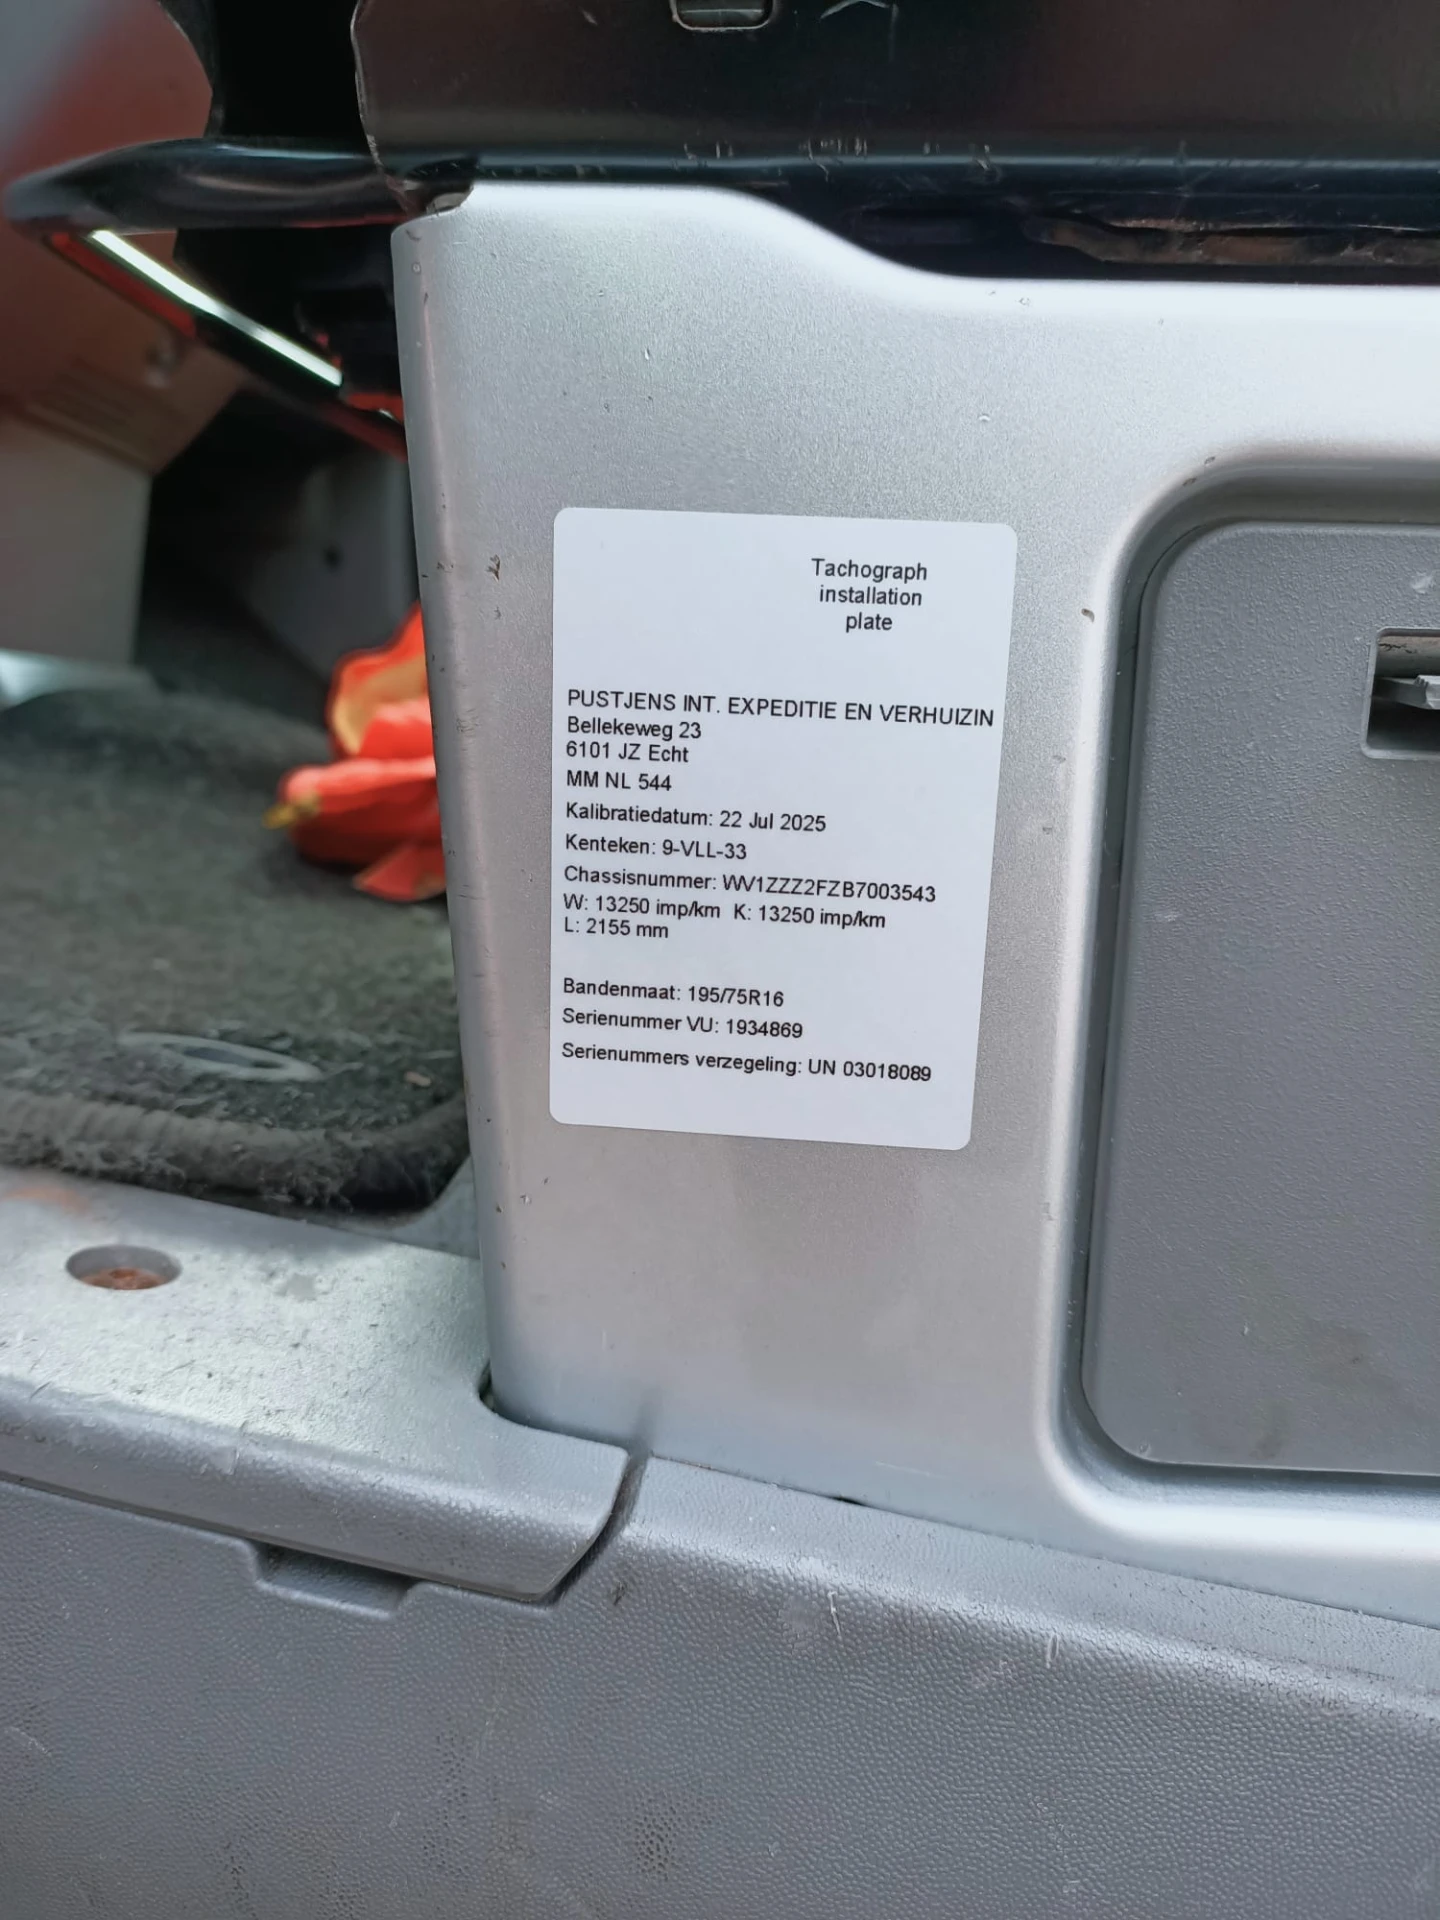 Tachograph
installation
plate
PUSTJENS INT. EXPEDITIE EN VERHUIZIN
Bellekeweg 23
6101 JZ Echt
MM NL 544
Kalibratiedatum: 22 Jul 2025
Kenteken: 9-VLL-33
Chassisnummer: WV1ZZZ2FZB7003543
W: 13250 imp/km K: 13250 imp/km
L: 2155 mm
Bandenmaat: 195/75R16
Serienummer VU: 1934869
Serienummers verzegeling: UN 03018089